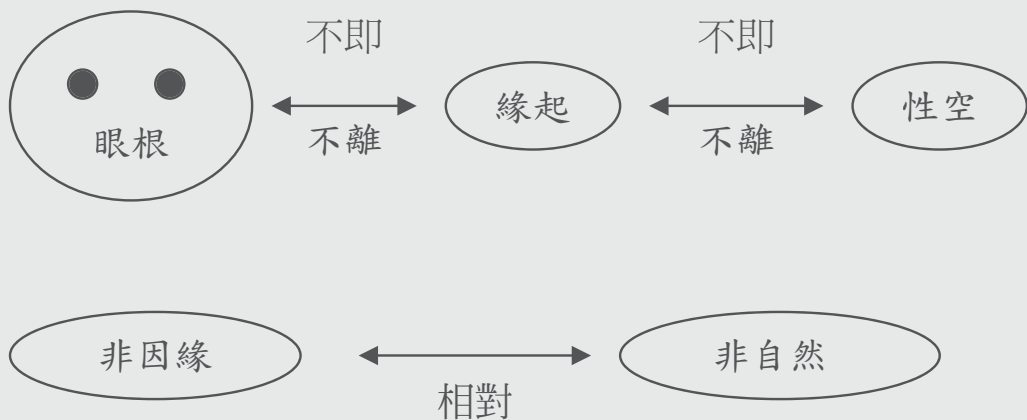 不即 不即
眼根 緣起 性空
不離 不離
非因緣 非自然
相對